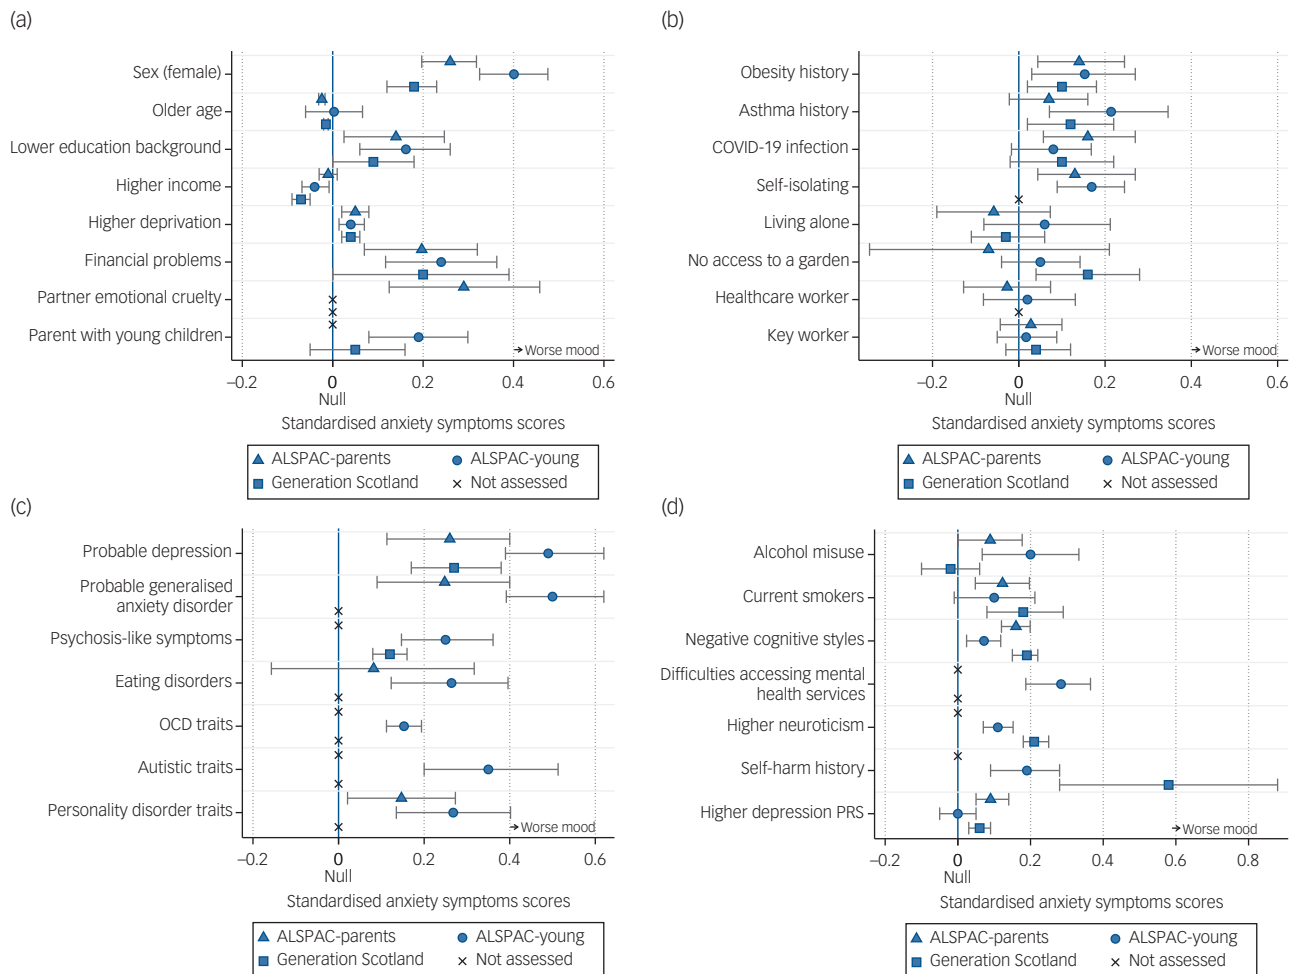 (a)
Sex (female)
Older age
Lower education background
Higher income
Higher deprivation
Financial problems
Partner emotional cruelty
Parent with young children
Worse mood
−0.2 0 0.2 0.4 0.6
Null
Standardised anxiety symptoms scores
ALSPAC-parents ALSPAC-young
Generation Scotland Not assessed
(b)
Obesity history
Asthma history
COVID-19 infection
Self-isolating
Living alone
No access to a garden
Healthcare worker
Key worker
Worse mood
−0.2 0 0.2 0.4 0.6
Null
Standardised anxiety symptoms scores
ALSPAC-parents ALSPAC-young
Generation Scotland Not assessed
(c)
Probable depression
Probable generalised
anxiety disorder
Psychosis-like symptoms
Eating disorders
OCD traits
Autistic traits
Personality disorder traits
Worse mood
−0.2 0 0.2 0.4 0.6
Null
Standardised anxiety symptoms scores
ALSPAC-parents ALSPAC-young
Generation Scotland Not assessed
(d)
Alcohol misuse
Current smokers
Negative cognitive styles
Difficulties accessing mental
health services
Higher neuroticism
Self-harm history
Higher depression PRS
Worse mood
−0.2 0 0.2 0.4 0.6 0.8
Null
Standardised anxiety symptoms scores
ALSPAC-parents ALSPAC-young
Generation Scotland Not assessed